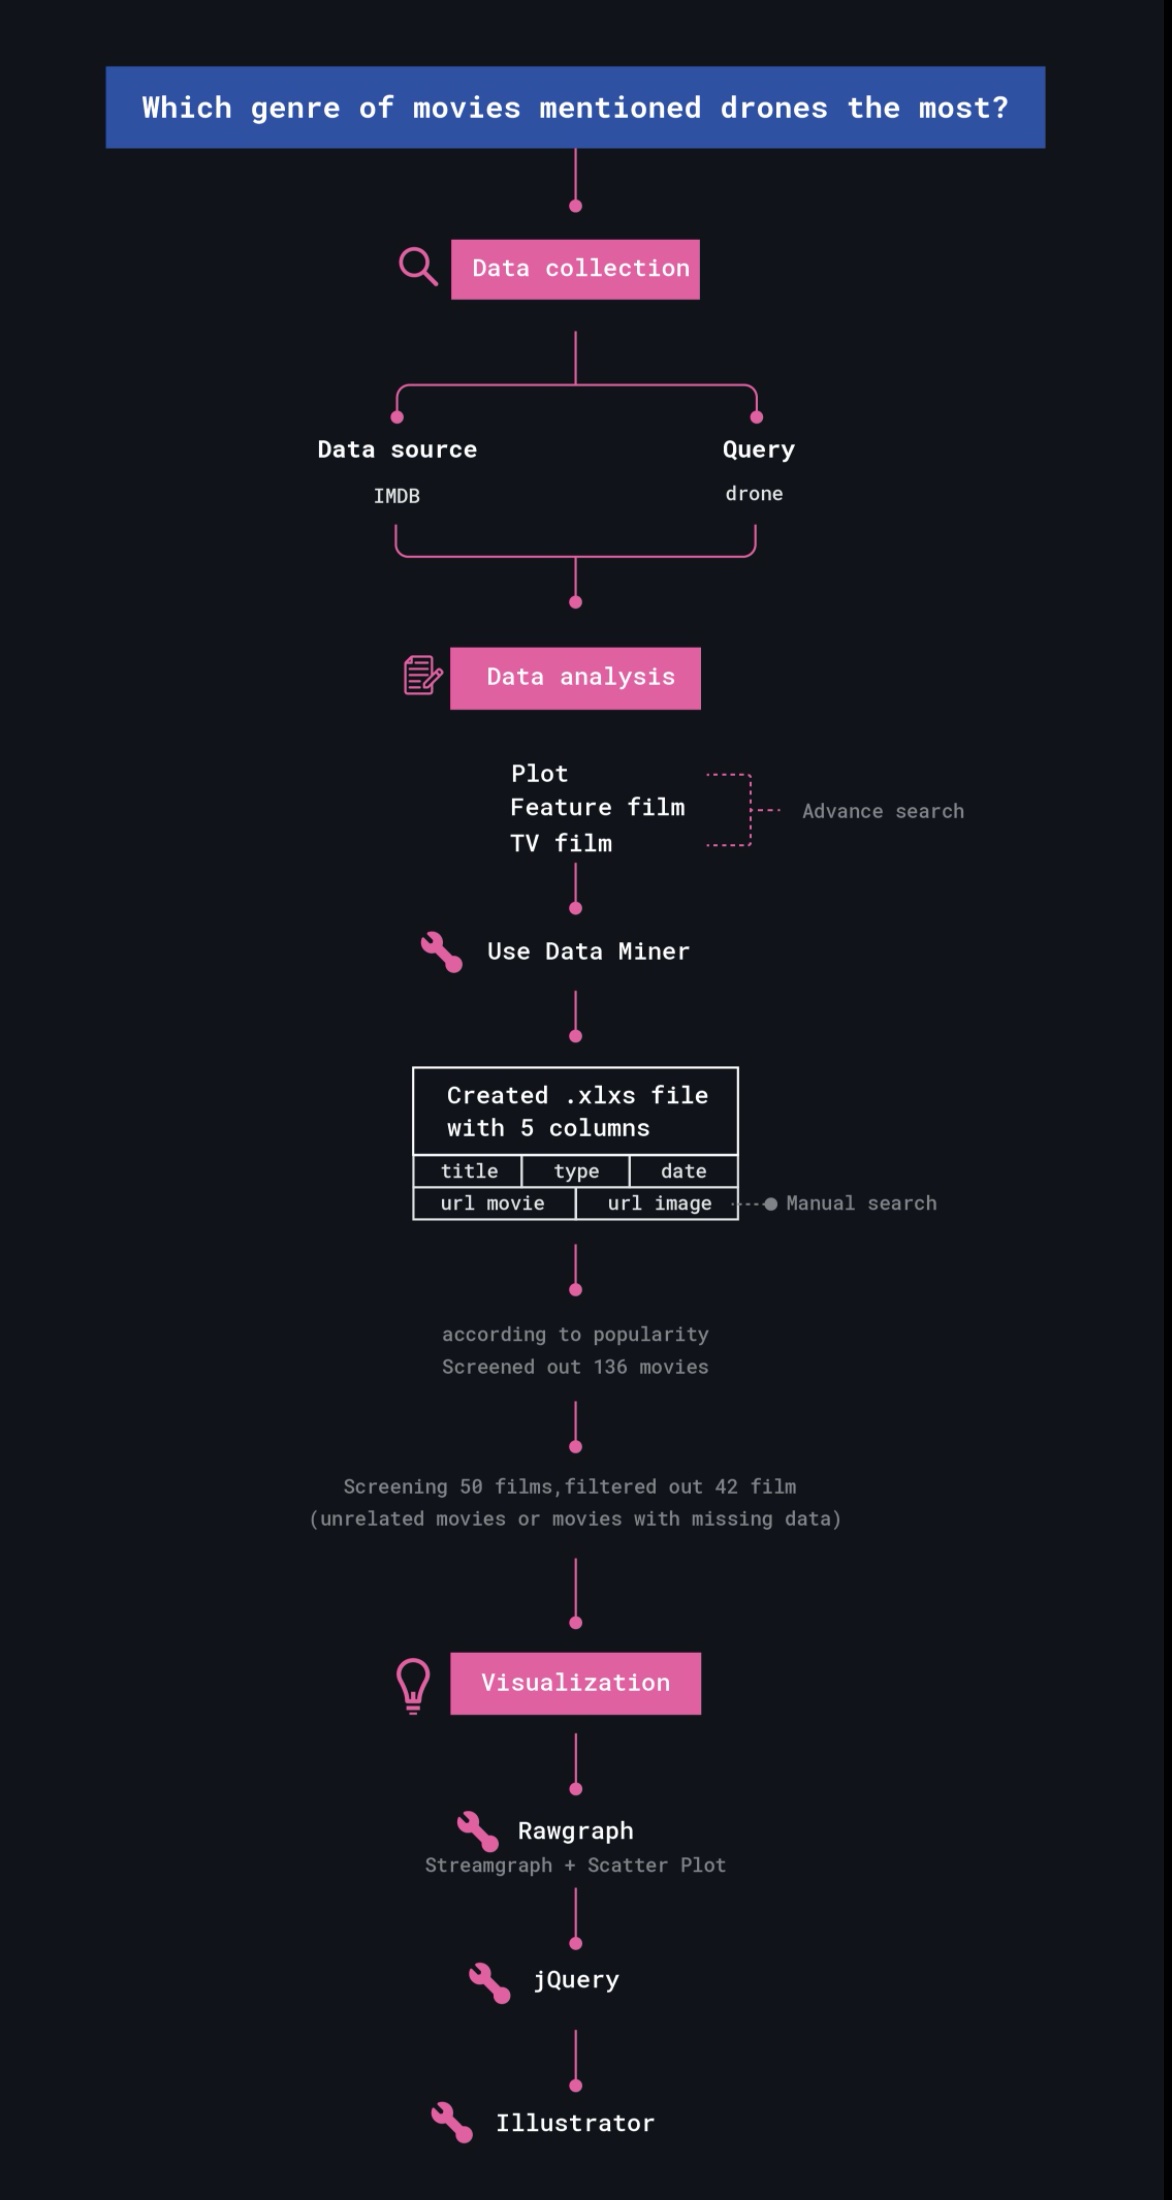 Which genre of movies mentioned drones the most?
Data collection
Data source
IMDB
Query
drone
Data analysis
Plot
Feature film
TV film
Advance search
Use Data Miner
Created .xlxs file
with 5 columns
title type date
url movie url image
Manual search
according to popularity
Screened out 136 movies
Screening 50 films,filtered out 42 film
(unrelated movies or movies with missing data)
Visualization
Rawgraph
Streamgraph + Scatter Plot
jQuery
Illustrator